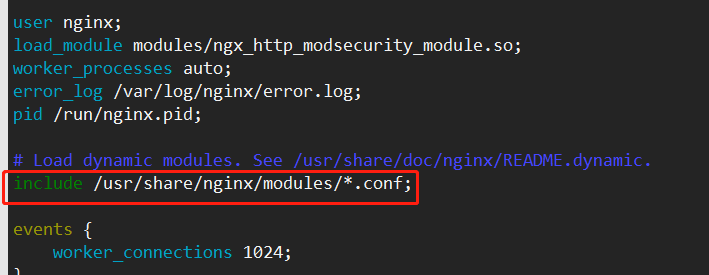 user nginx;
load_module modules/ngx_http_modsecurity_module.so;
worker_processes auto;
error_log /var/log/nginx/error.log;
pid /run/nginx.pid;
# Load dynamic modules. See /usr/share/doc/nginx/README.dynamic.
include /usr/share/nginx/modules/*.conf;
events {
worker_connections 1024;
}